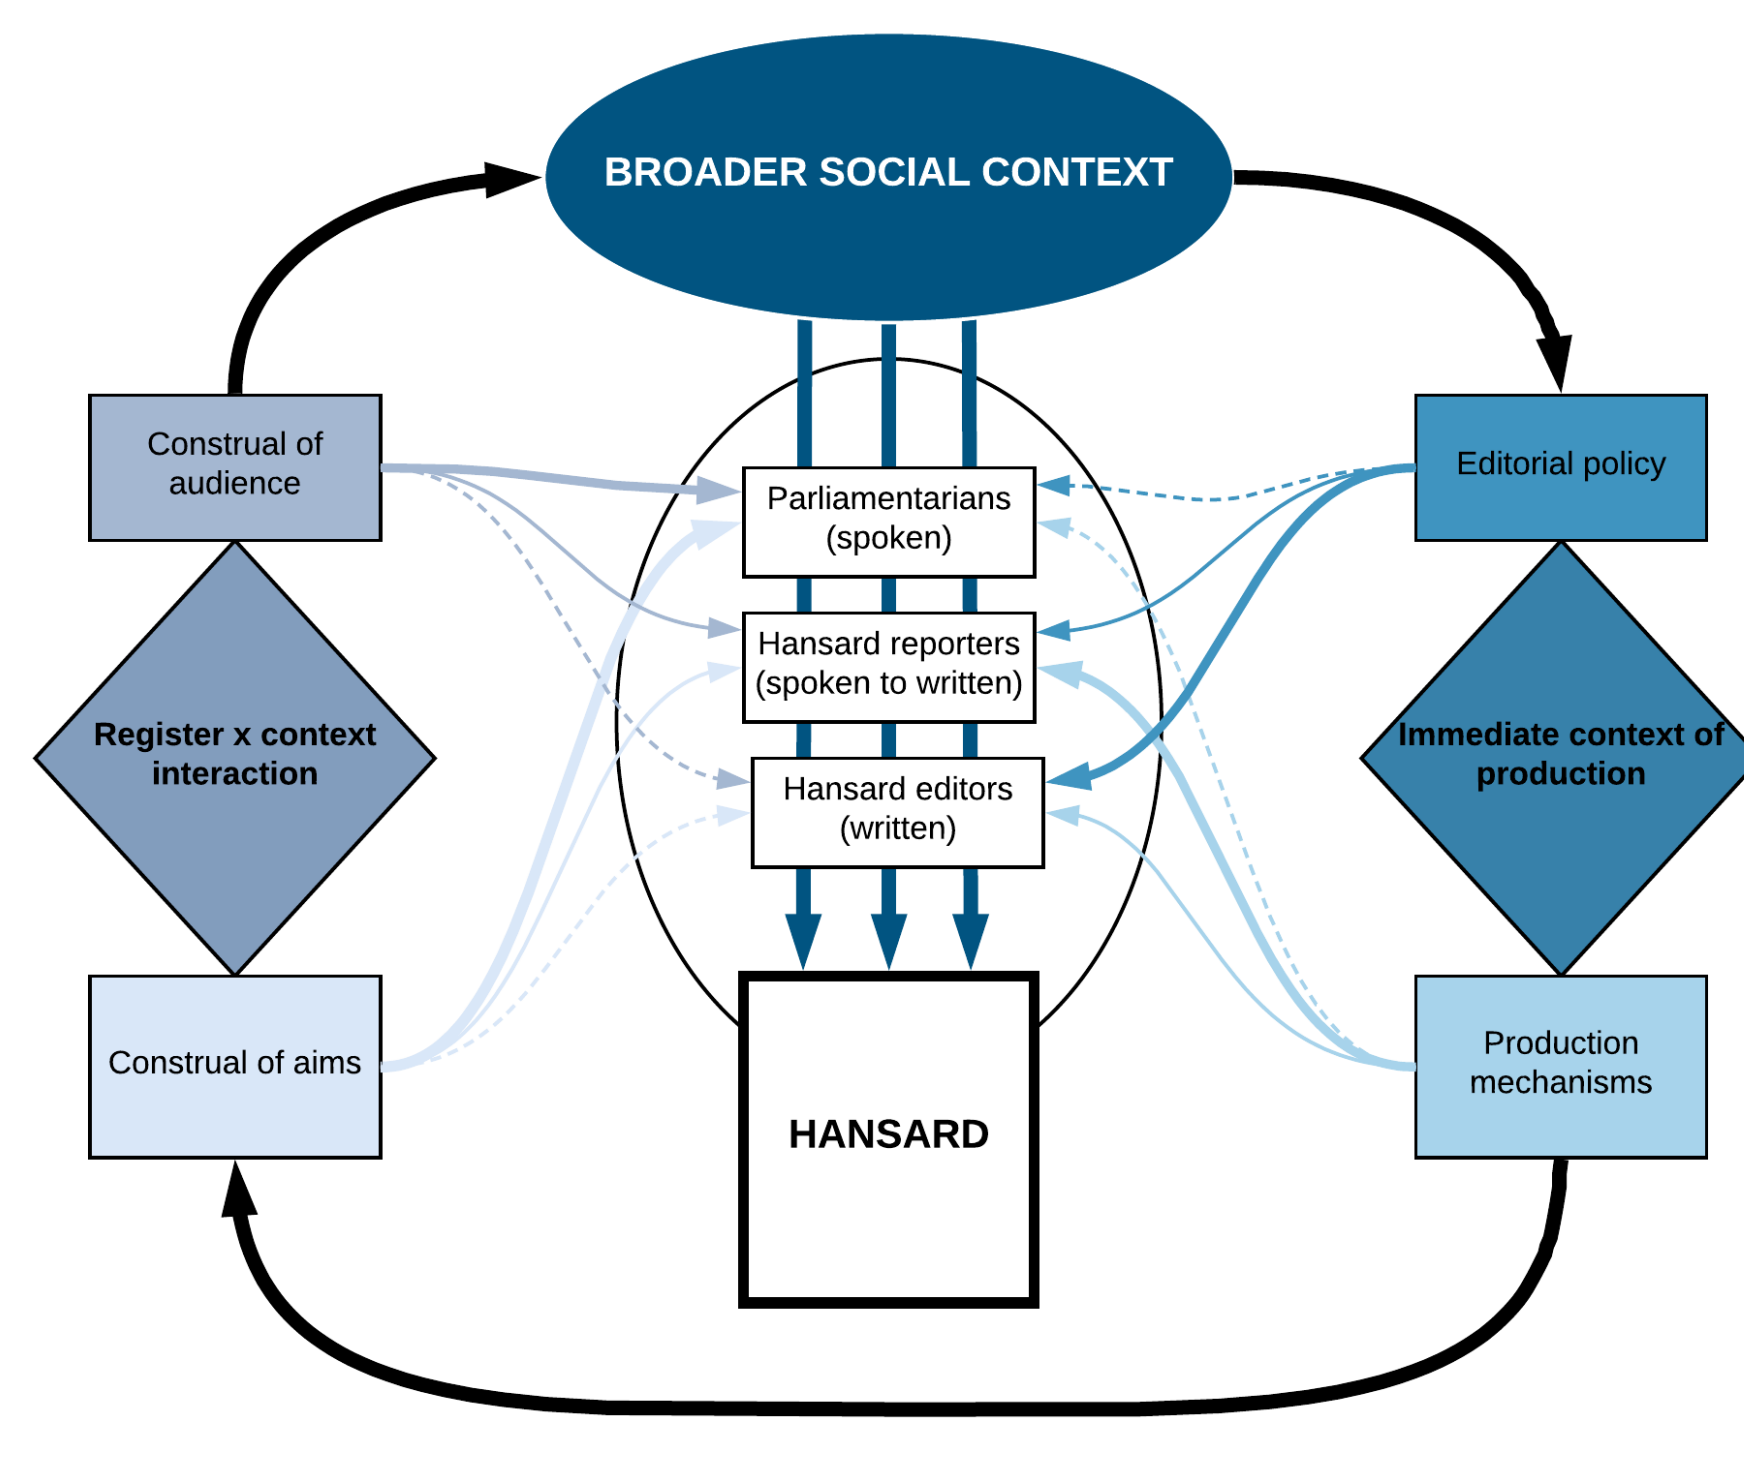 BROADER SOCIAL CONTEXT
Construal of
audience
Parliamentarians
(spoken)
Editorial policy
Hansard reporters
(spoken to written)
Register x context
interaction
Hansard editors
(written)
Immediate context of
production
Construal of aims
HANSARD
Production
mechanisms